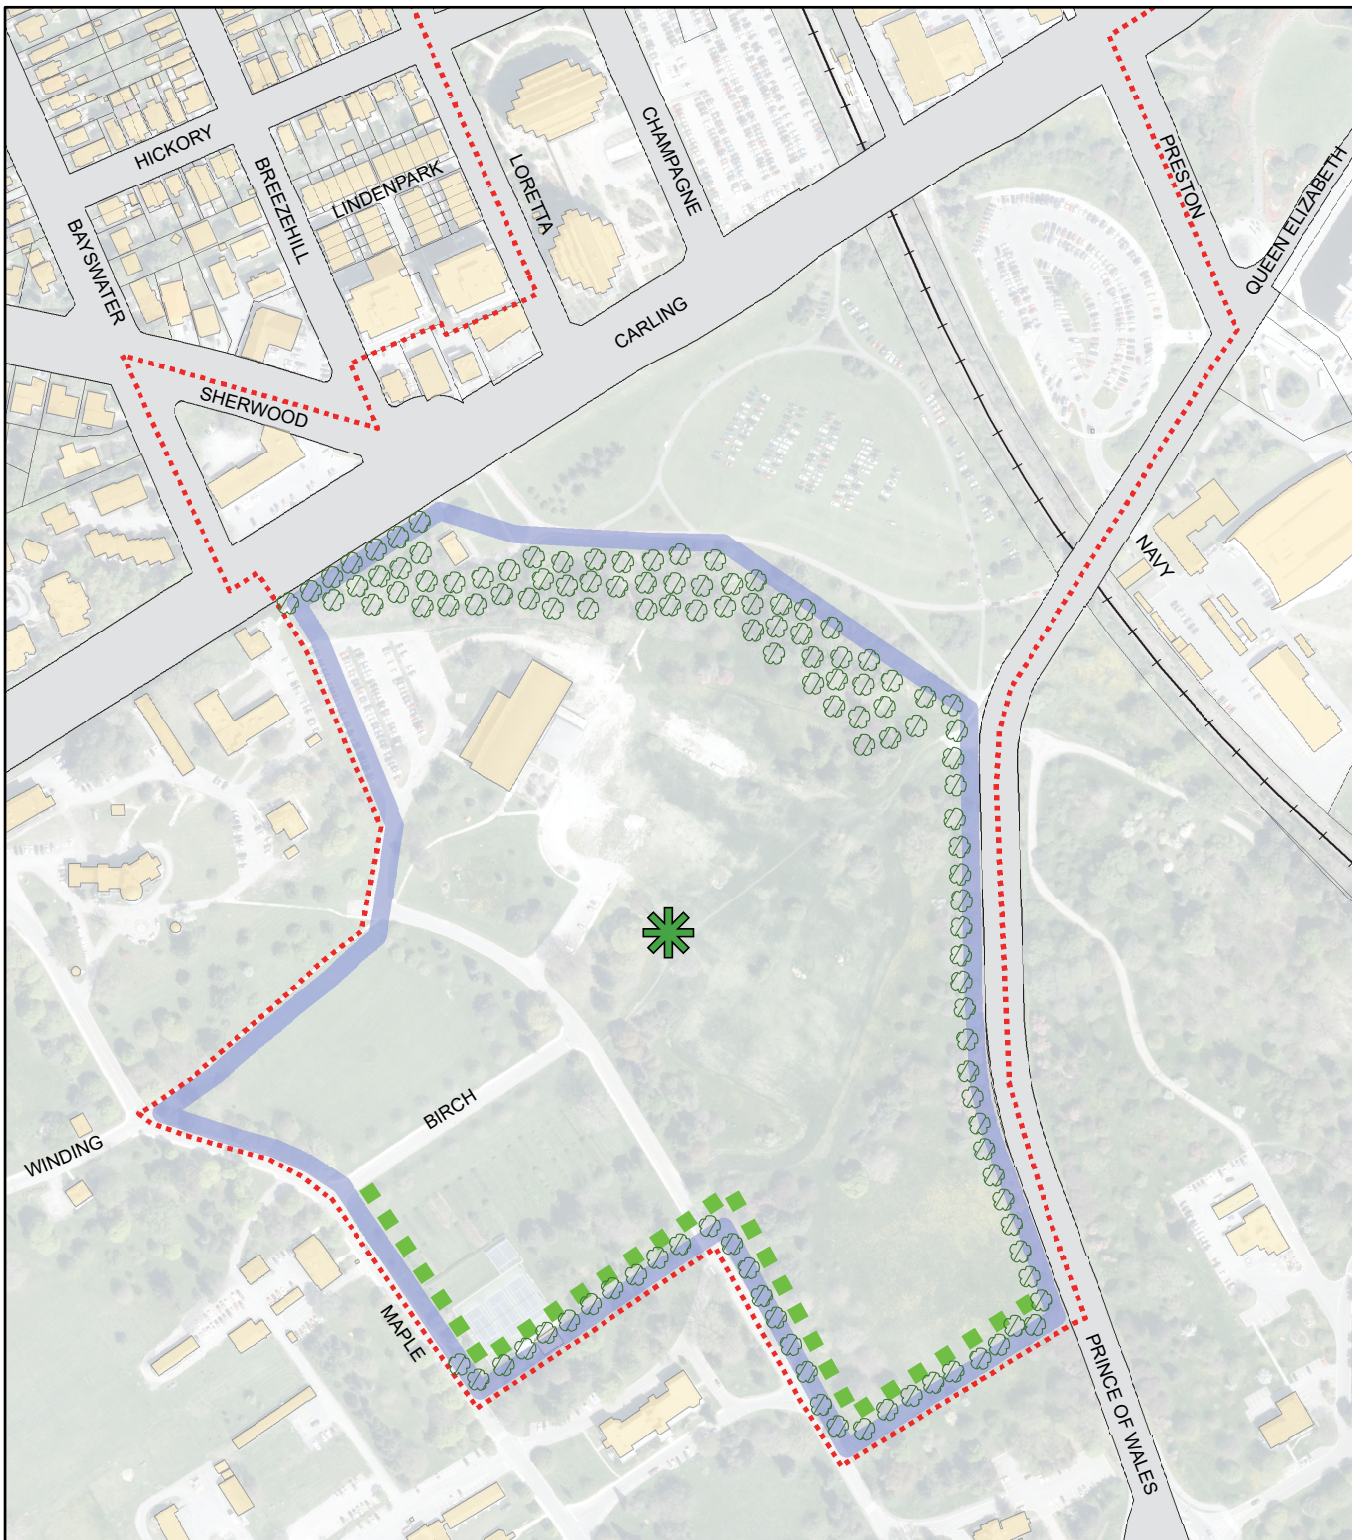 HICKORY
BREEZEHILL
LINDENPARK
LORETTA
CHAMPAGNE
PRESTON
QUEEN ELIZABETH
BAYSWATER
CARLING
SHERWOOD
NAVY
BIRCH
WINDING
MAPLE
PRINCE OF WALES